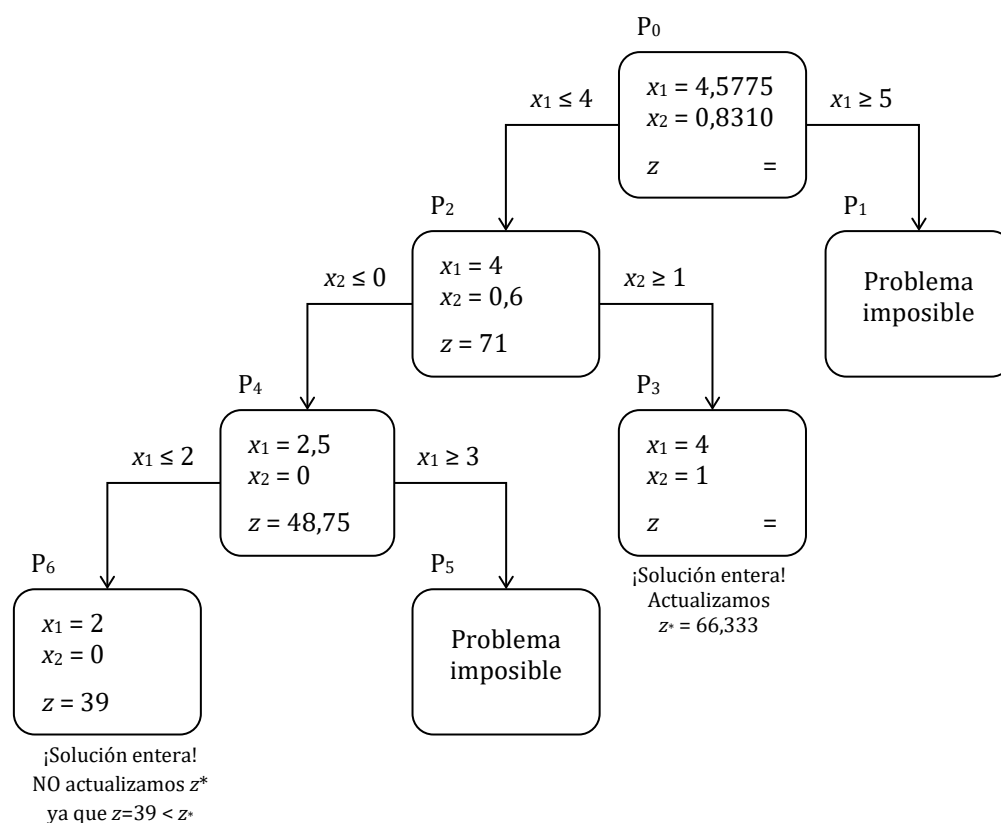 P₀
x₁ ≤ 4
x₁ = 4,5775
x₂ = 0,8310
z =
x₁ ≥ 5
P₂
P₁
x₂ ≤ 0
x₁ = 4
x₂ = 0,6
z = 71
x₂ ≥ 1
Problema
imposible
P₄
P₃
x₁ ≤ 2
x₁ = 2,5
x₂ = 0
z = 48,75
x₁ ≥ 3
x₁ = 4
x₂ = 1
z =
P₆
P₅
¡Solución entera!
Actualizamos
z* = 66,333
x₁ = 2
x₂ = 0
z = 39
Problema
imposible
¡Solución entera!
NO actualizamos z*
ya que z=39 < z*